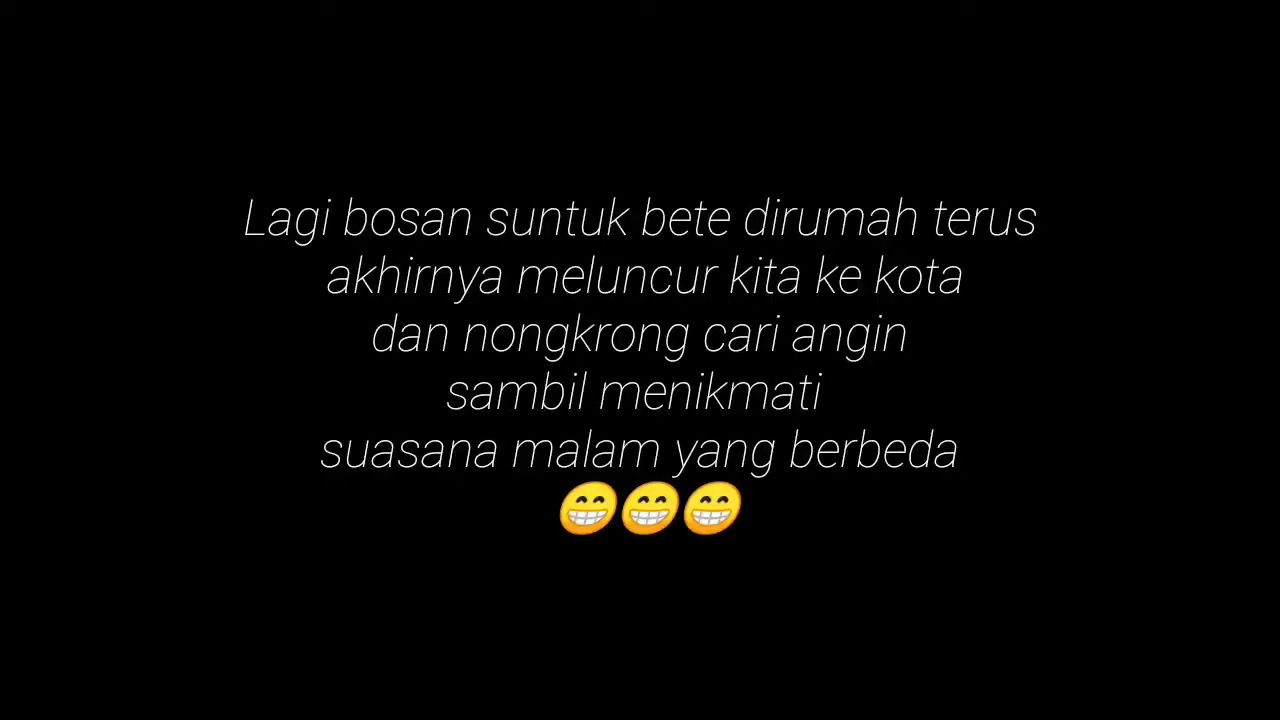 Lagi bosan suntuk bete dirumah terus
akhirnya meluncur kita ke kota
dan nongkrong cari angin
sambil menikmati
suasana malam yang berbeda
😁😁😁